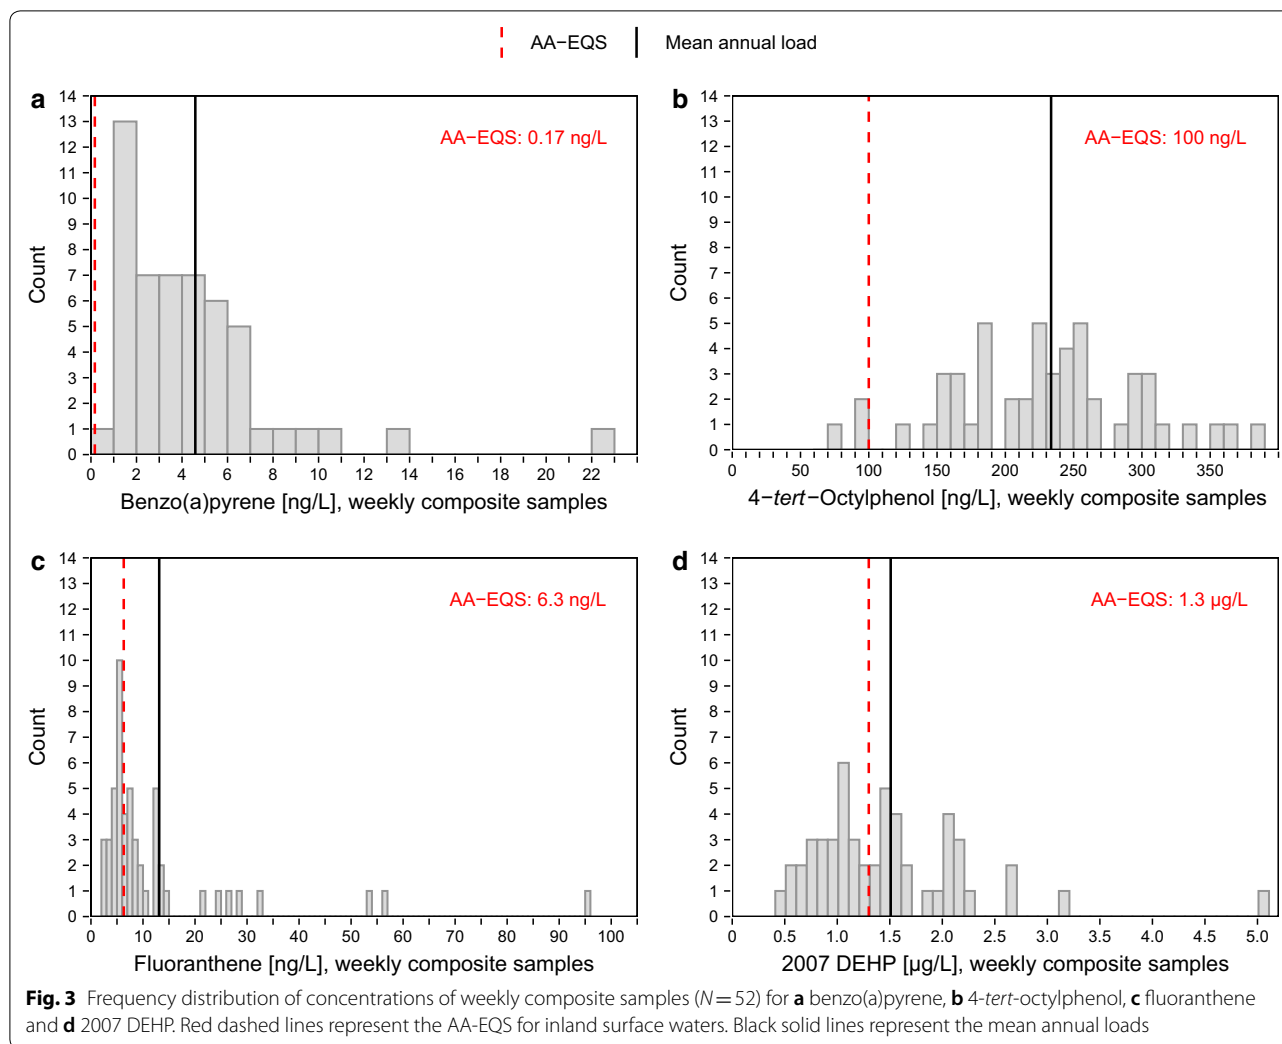 AA−EQS Mean annual load
a
14
13
12
11
10
9
8
7
6
5
4
3
2
1
0
Count
AA−EQS: 0.17 ng/L
0 2 4 6 8 10 12 14 16 18 20 22
Benzo(a)pyrene [ng/L], weekly composite samples
b
14
13
12
11
10
9
8
7
6
5
4
3
2
1
0
Count
AA−EQS: 100 ng/L
0 50 100 150 200 250 300 350
4−tert−Octylphenol [ng/L], weekly composite samples
c
14
13
12
11
10
9
8
7
6
5
4
3
2
1
0
Count
AA−EQS: 6.3 ng/L
0 10 20 30 40 50 60 70 80 90 100
Fluoranthene [ng/L], weekly composite samples
d
14
13
12
11
10
9
8
7
6
5
4
3
2
1
0
Count
AA−EQS: 1.3 µg/L
0 0.5 1.0 1.5 2.0 2.5 3.0 3.5 4.0 4.5 5.0
2007 DEHP [µg/L], weekly composite samples
Fig. 3 Frequency distribution of concentrations of weekly composite samples (N = 52) for a benzo(a)pyrene, b 4-tert-octylphenol, c fluoranthene
and d 2007 DEHP. Red dashed lines represent the AA-EQS for inland surface waters. Black solid lines represent the mean annual loads